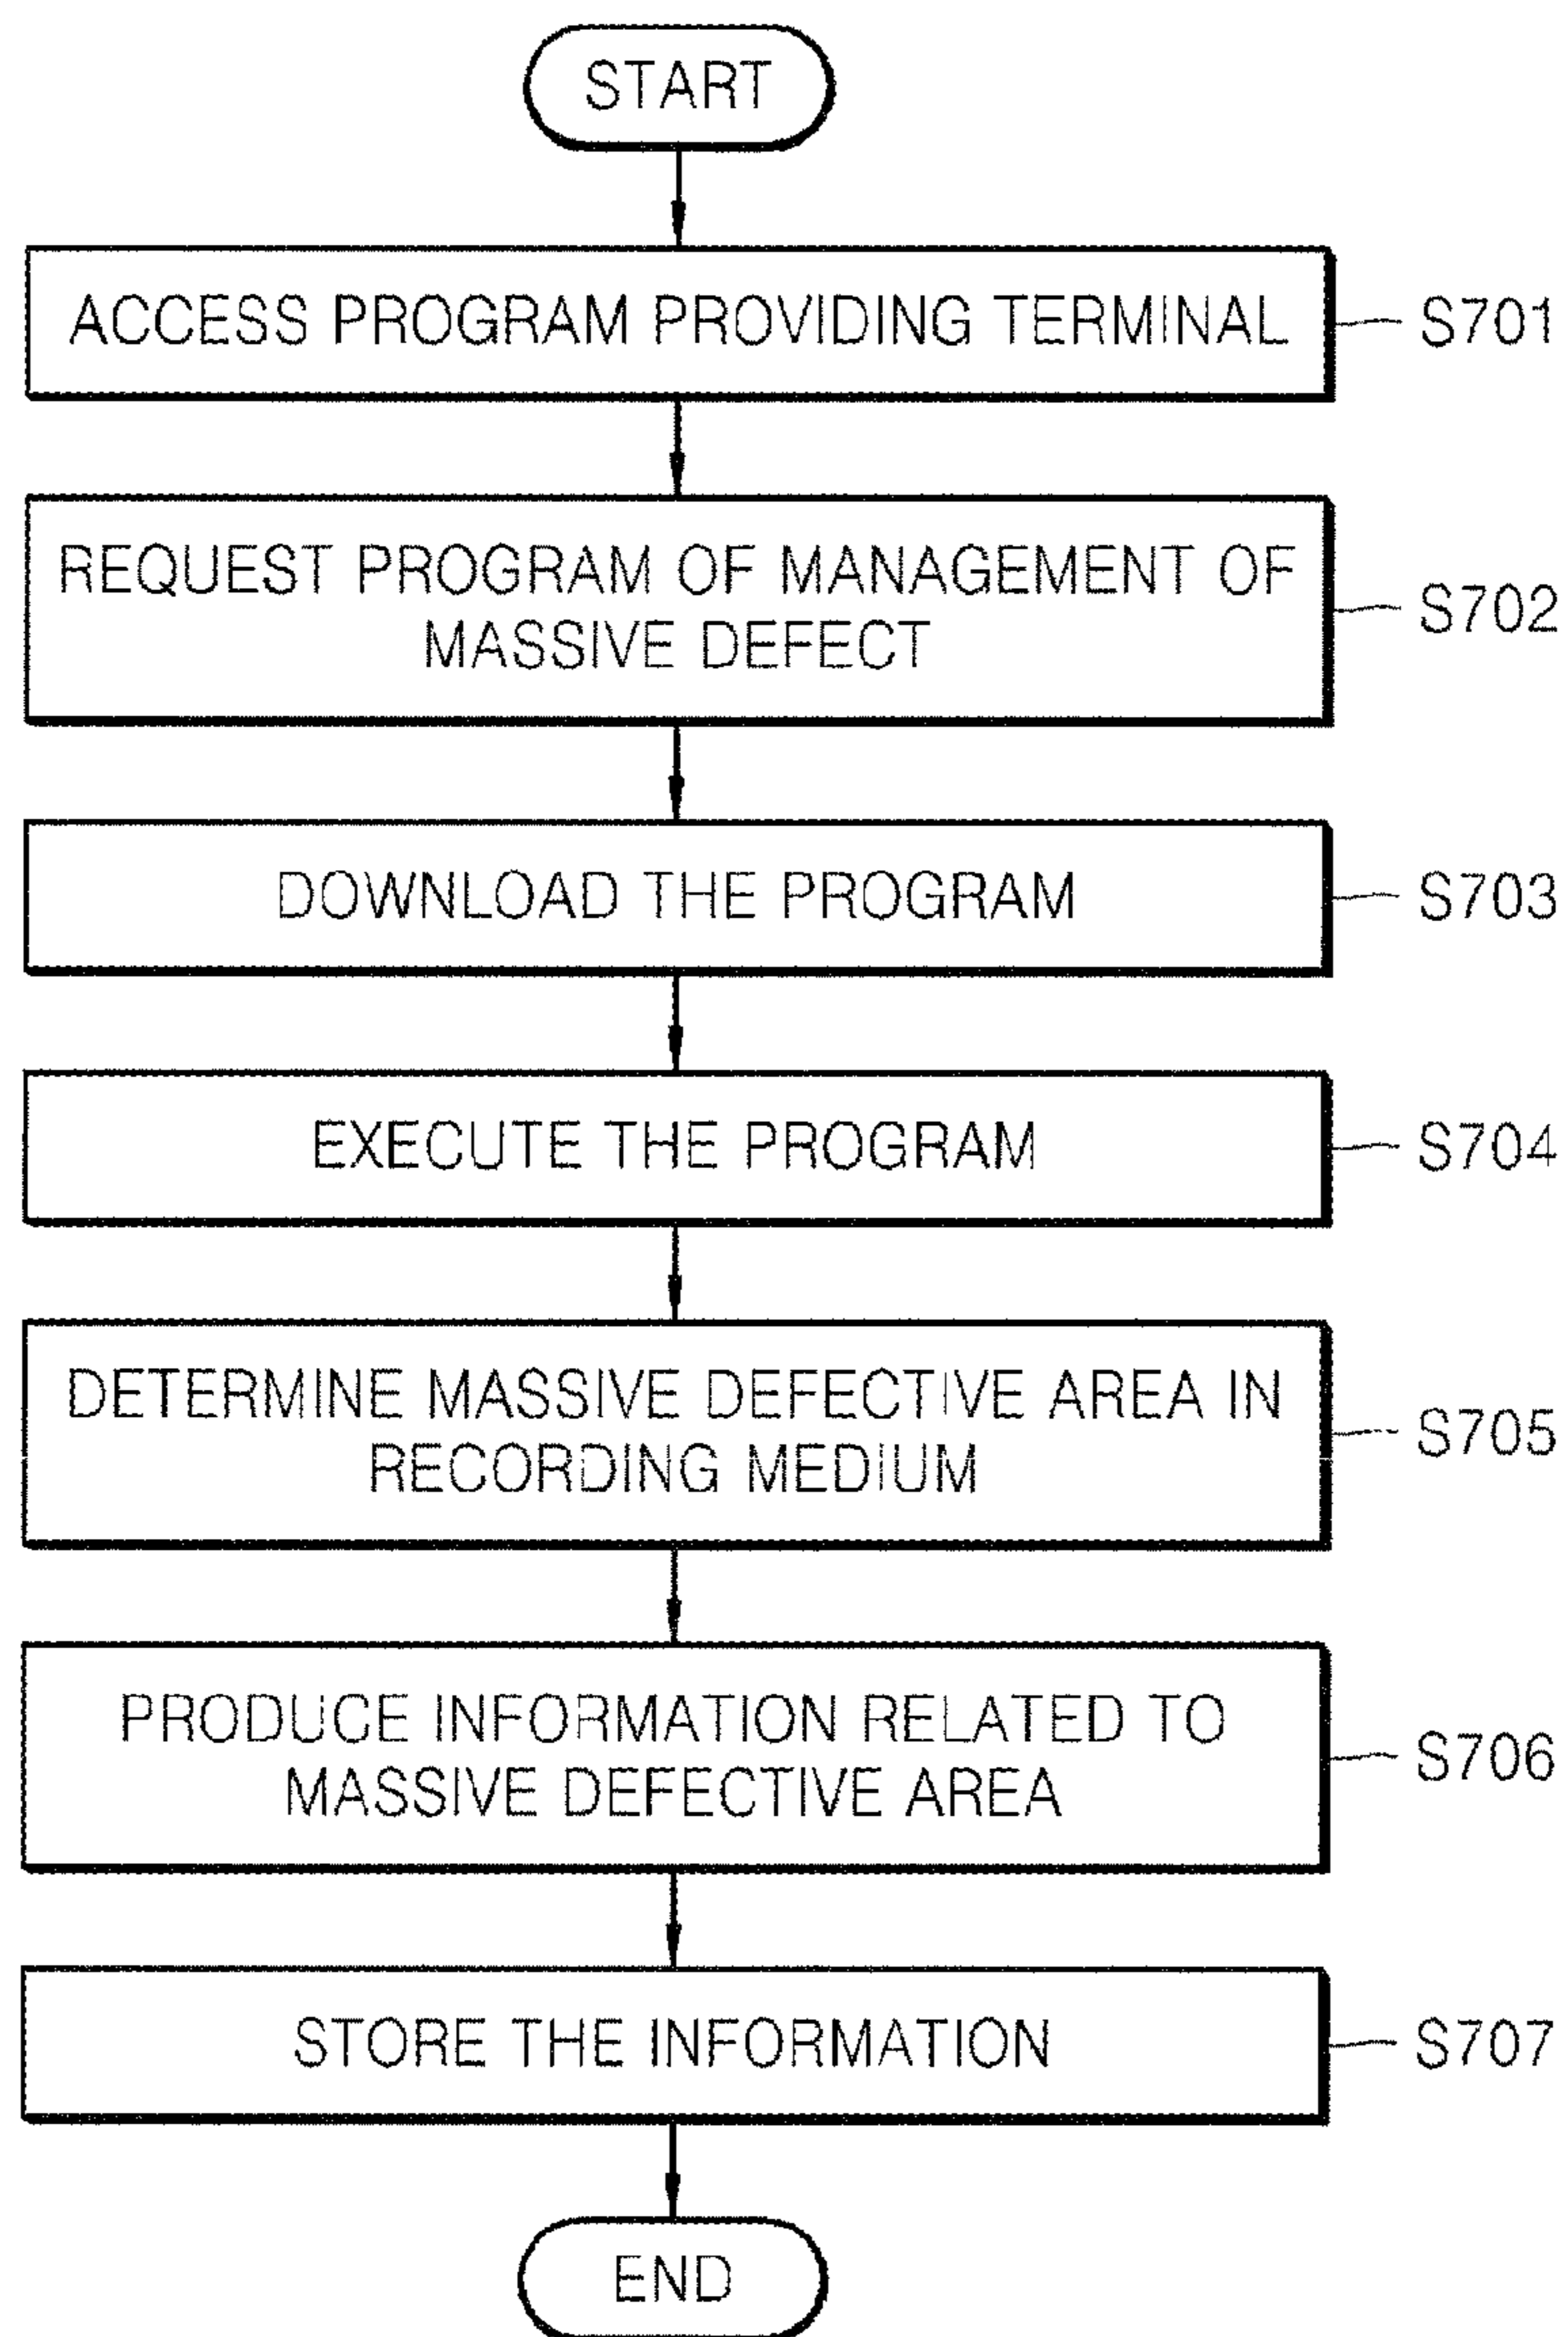 START
ACCESS PROGRAM PROVIDING TERMINAL
S701
REQUEST PROGRAM OF MANAGEMENT OF
MASSIVE DEFECT
S702
DOWNLOAD THE PROGRAM
S703
EXECUTE THE PROGRAM
S704
DETERMINE MASSIVE DEFECTIVE AREA IN
RECORDING MEDIUM
S705
PRODUCE INFORMATION RELATED TO
MASSIVE DEFECTIVE AREA
S706
STORE THE INFORMATION
S707
END